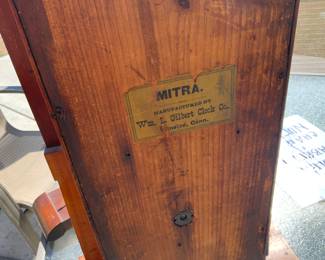 MITRA.
MANUFACTURED BY
Wm. L. Gilbert Clock Co.
Winsted, Conn.